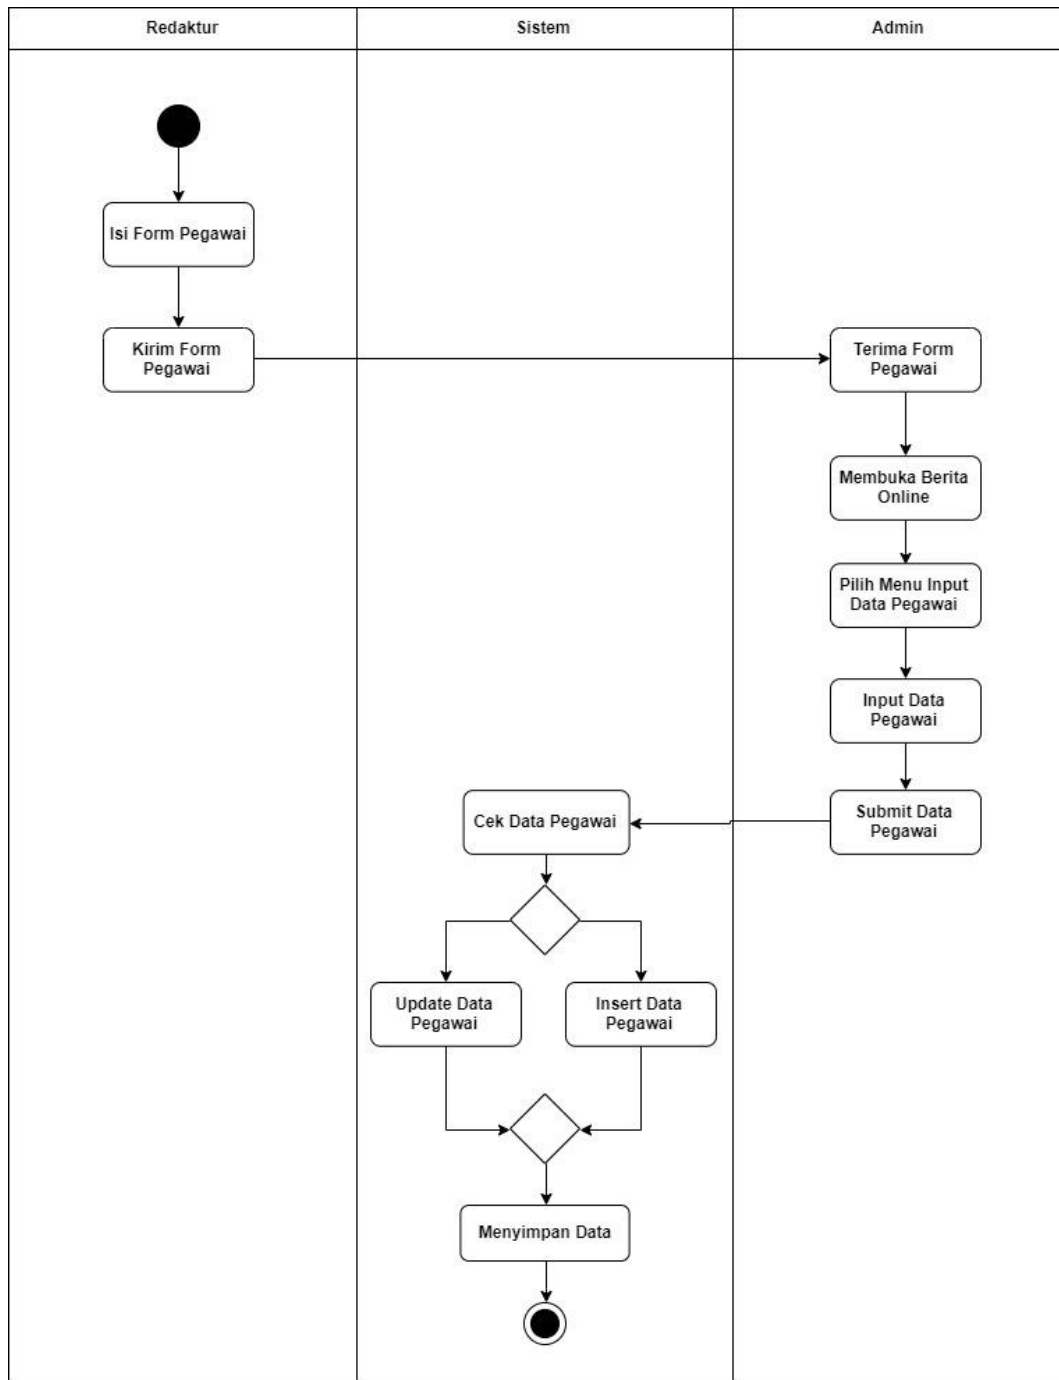 Redaktur
Sistem
Admin
Isi Form Pegawai
Kirim Form
Pegawai
Terima Form
Pegawai
Membuka Berita
Online
Pilih Menu Input
Data Pegawai
Input Data
Pegawai
Submit Data
Pegawai
Cek Data Pegawai
Update Data
Pegawai
Insert Data
Pegawai
Menyimpan Data